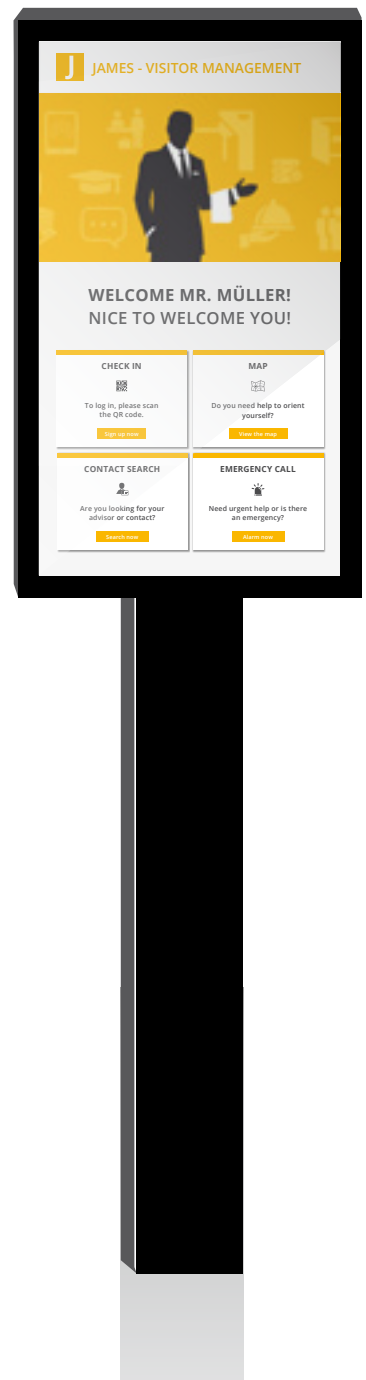 J JAMES - VISITOR MANAGEMENT
WELCOME MR. MÜLLER!
NICE TO WELCOME YOU!
CHECK IN
To log in, please scan
the QR code.
Sign up now
MAP
Do you need help to orient
yourself?
View the map
CONTACT SEARCH
Are you looking for your
advisor or contact?
Search now
EMERGENCY CALL
Need urgent help or is there
an emergency?
Alarm now